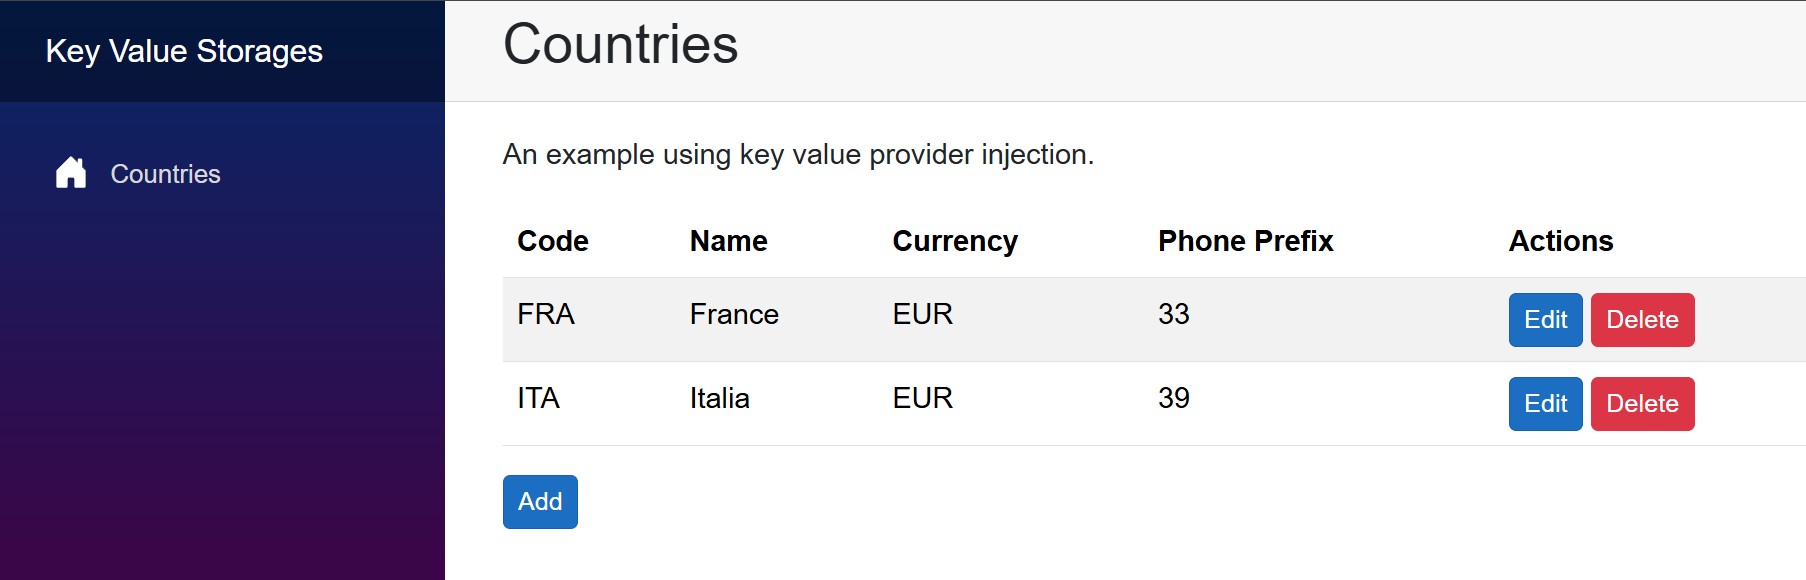 Key Value Storages
Countries
Countries
An example using key value provider injection.
Code Name Currency Phone Prefix Actions
FRA France EUR 33 Edit Delete
ITA Italia EUR 39 Edit Delete
Add